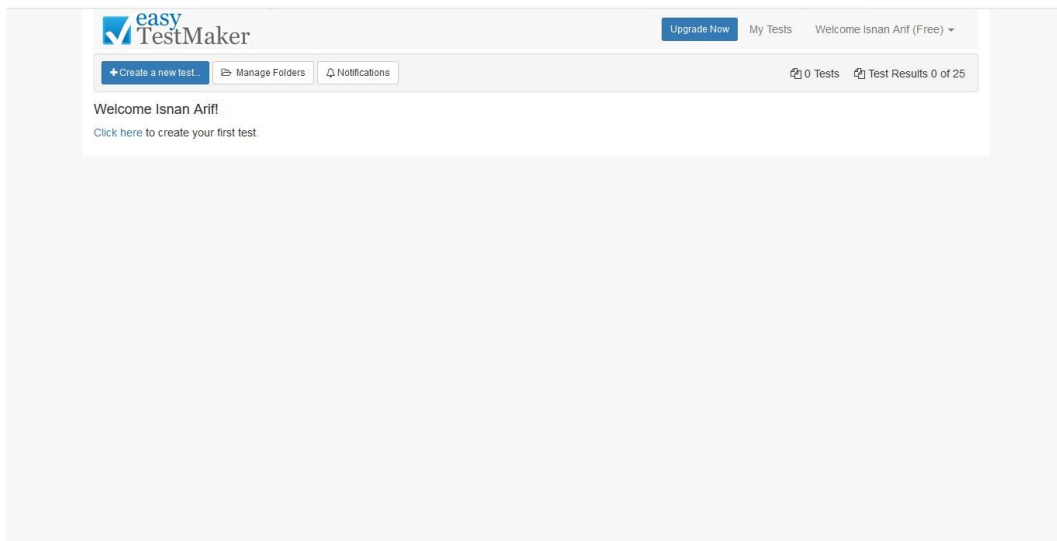 easy
TestMaker
Upgrade Now My Tests Welcome Isnan Arif (Free)
+ Create a new test... Manage Folders Notifications 0 Tests Test Results 0 of 25
Welcome Isnan Arif!
Click here to create your first test.